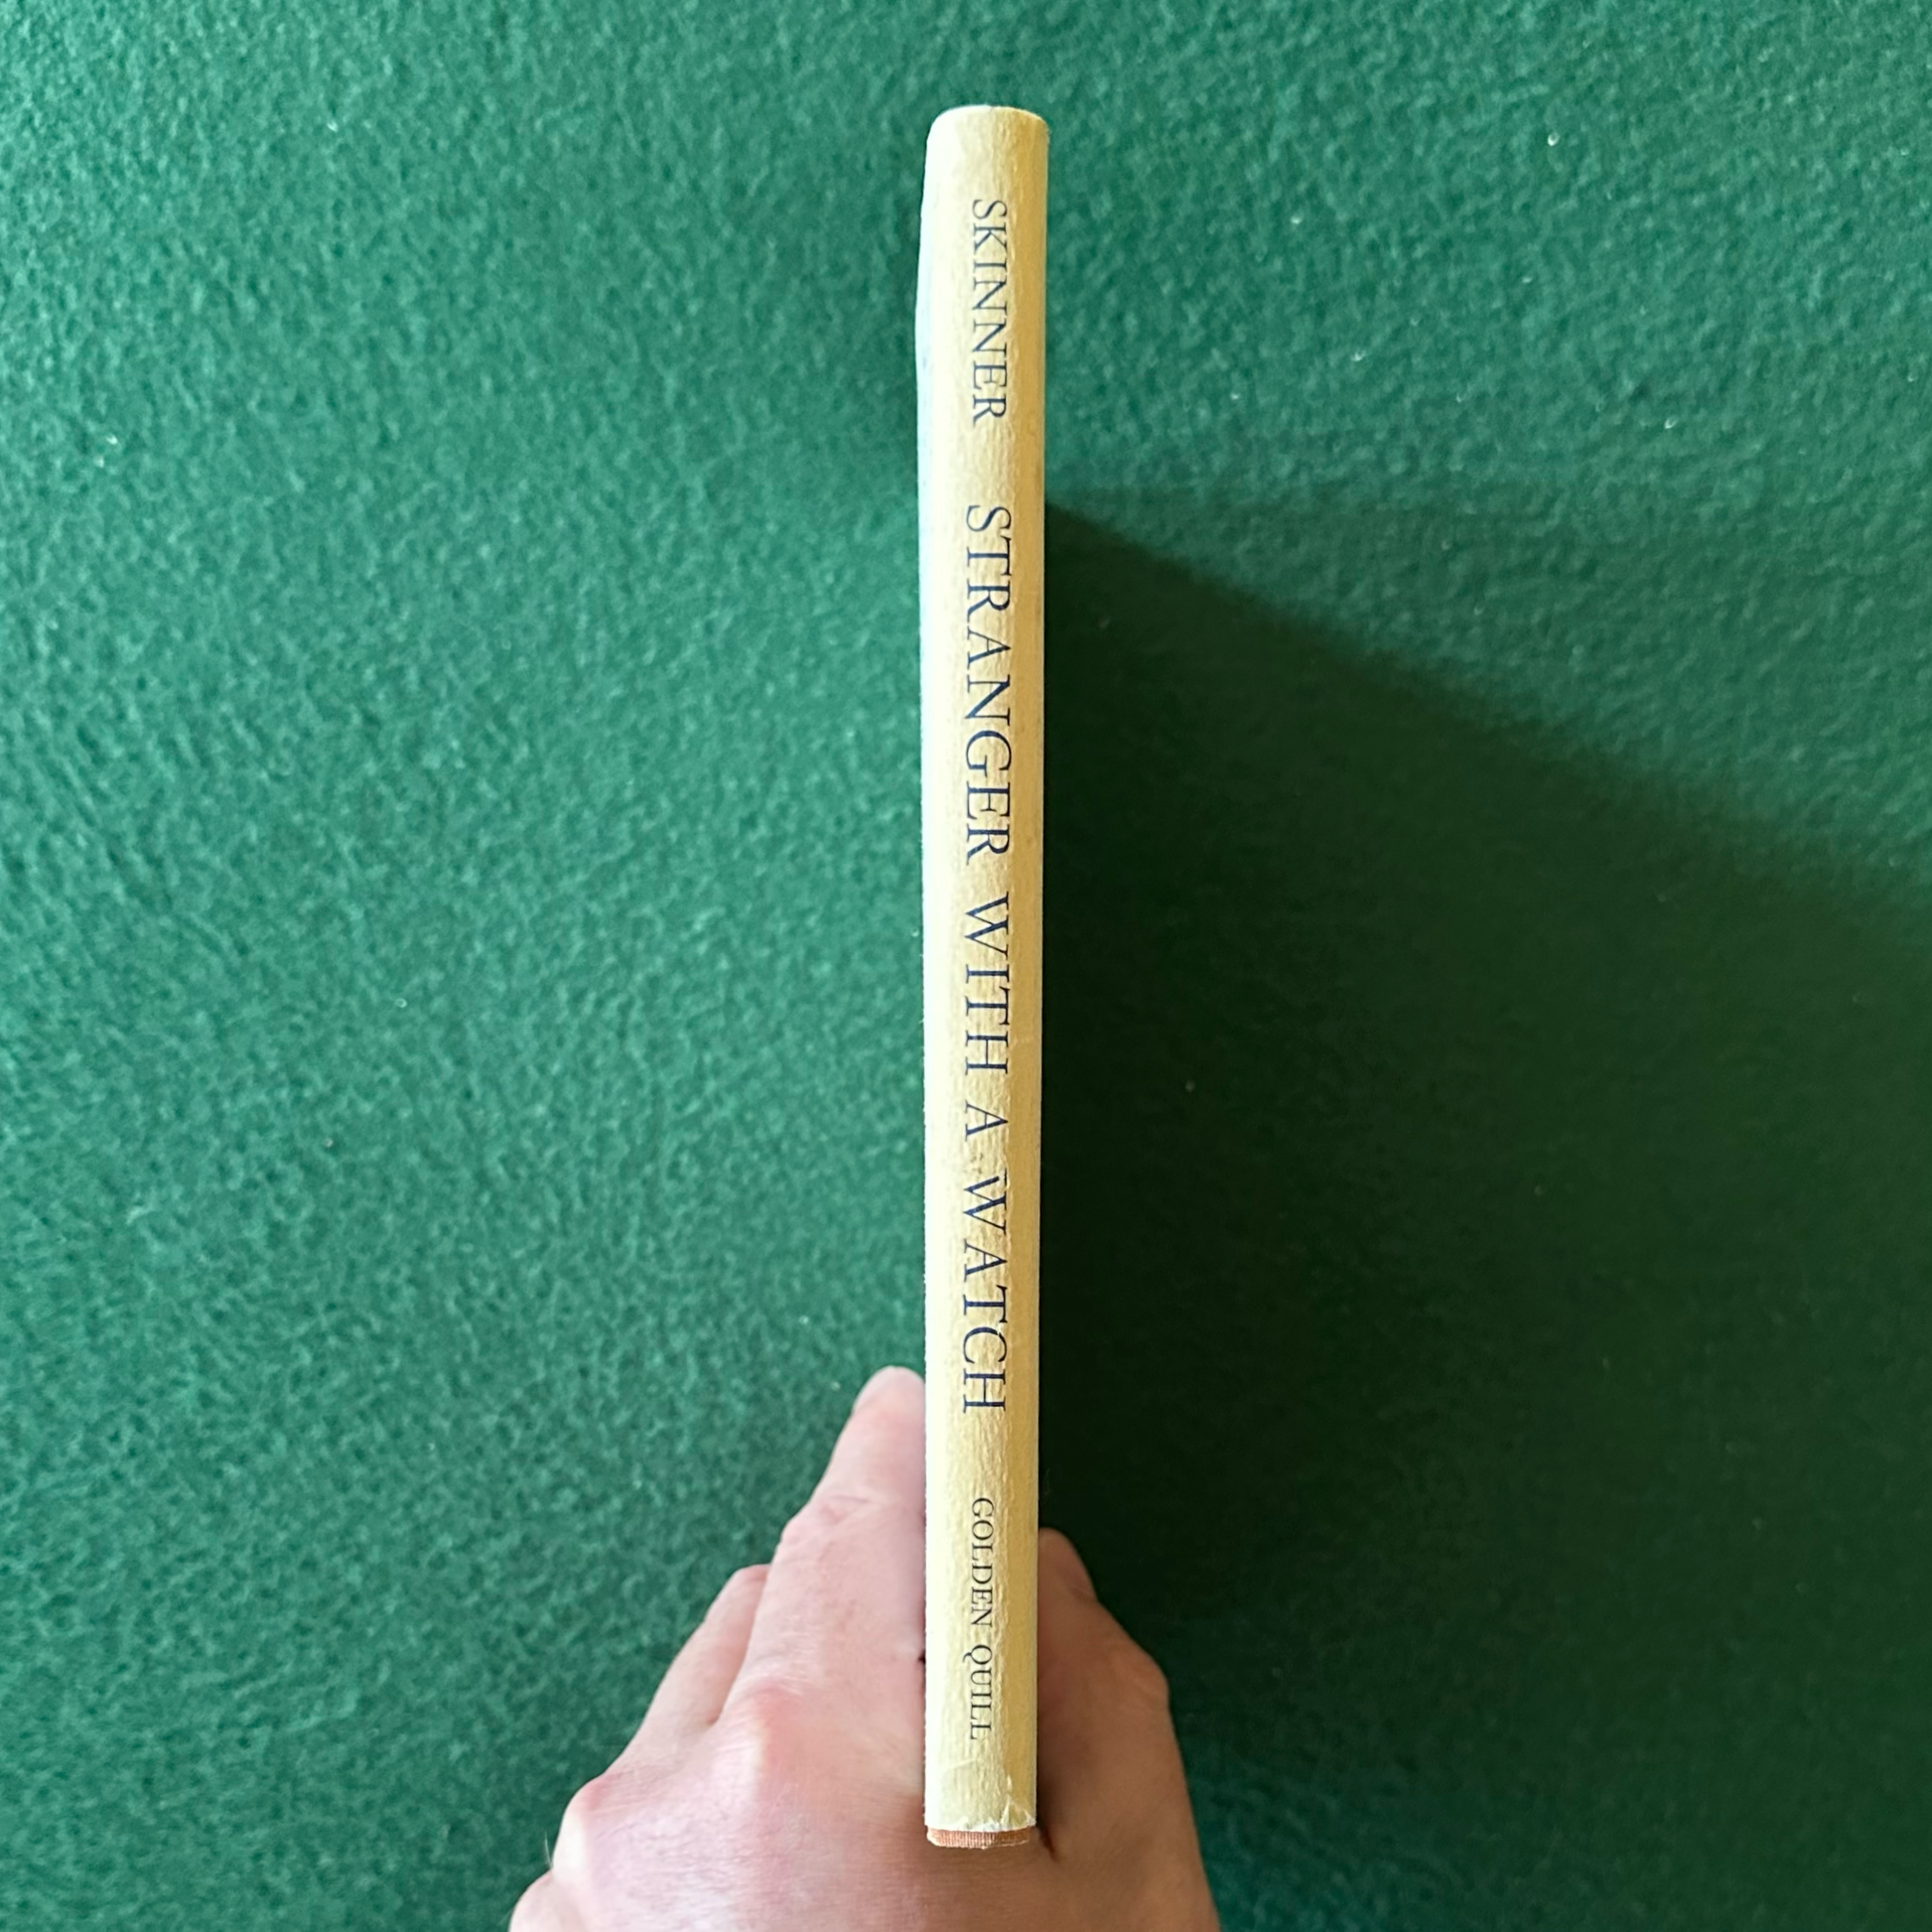 SKINNER STRANGER WITH A WATCH GOLDEN QUILL